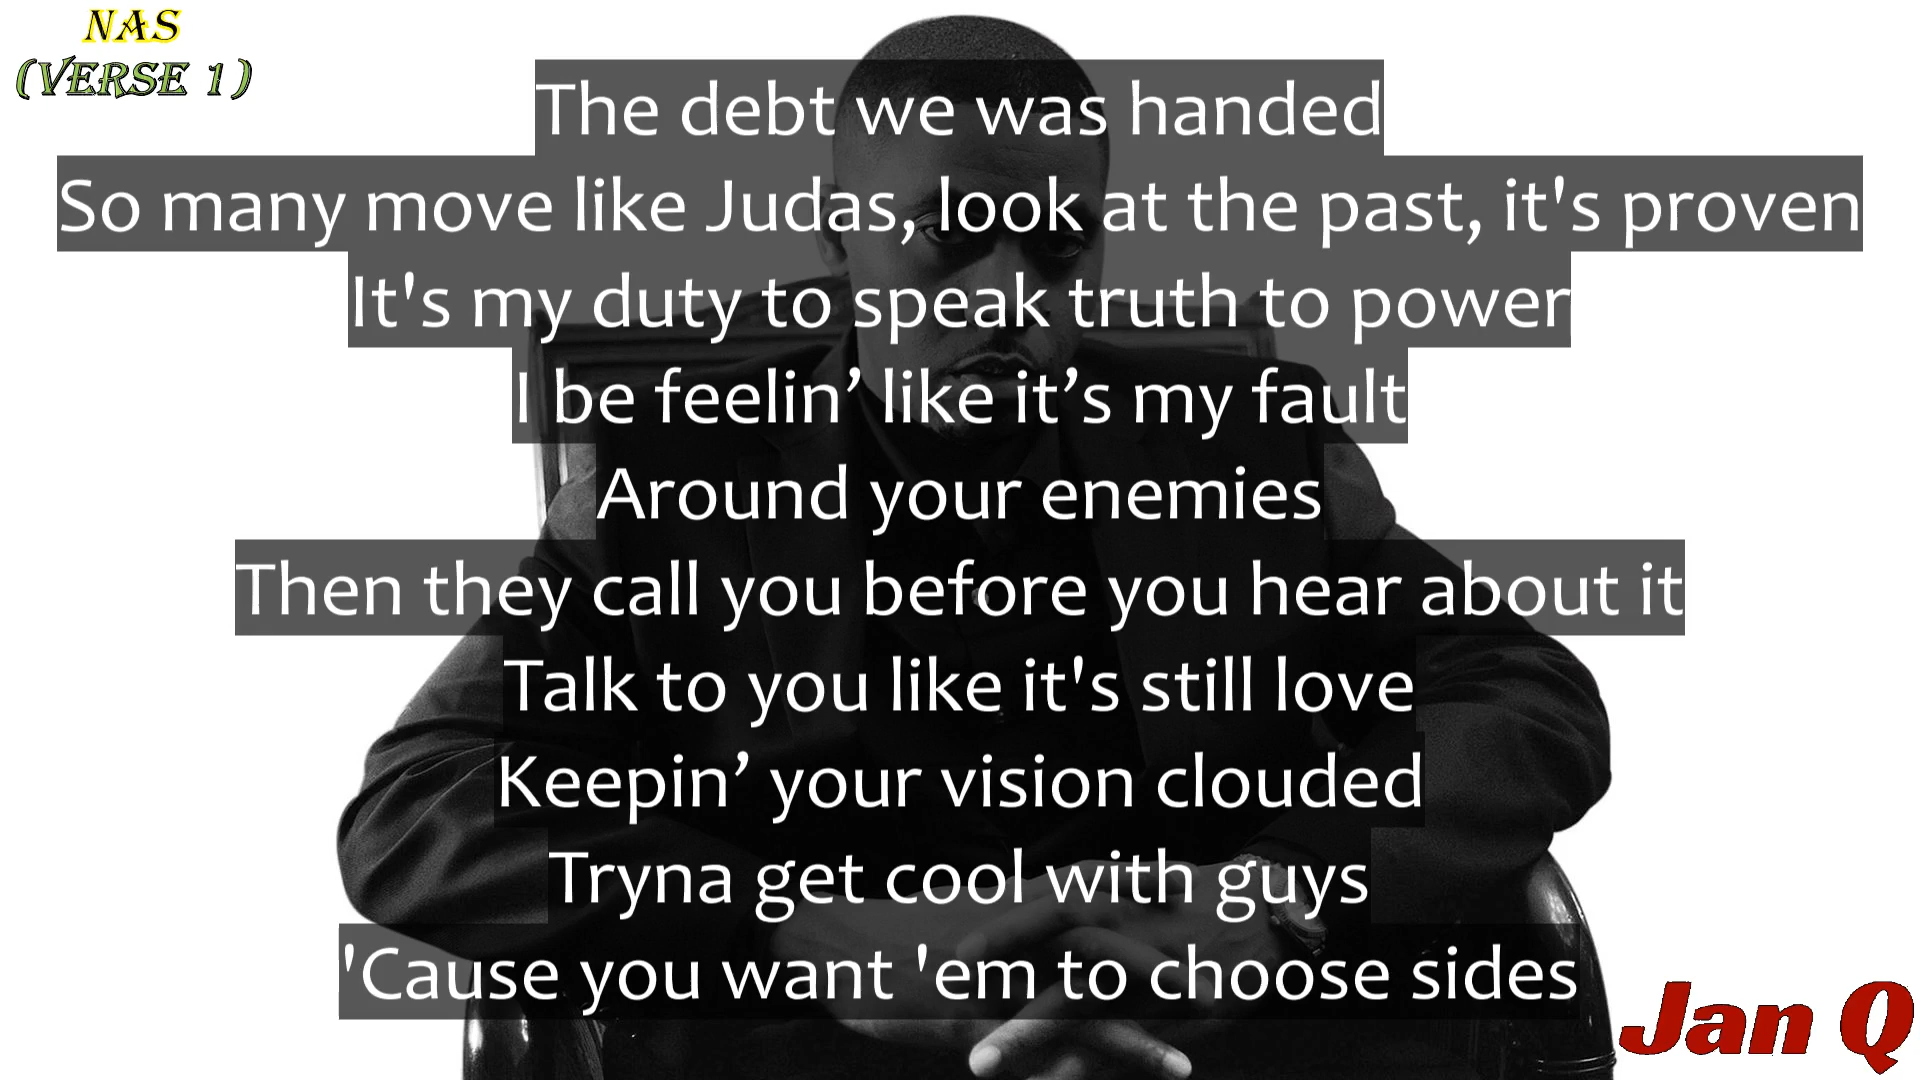 NAS
(VERSE 1)
The debt we was handed
So many move like Judas, look at the past, it's proven
It's my duty to speak truth to power
I be feelin’ like it’s my fault
Around your enemies
Then they call you before you hear about it
Talk to you like it's still love
Keepin’ your vision clouded
Tryna get cool with guys
'Cause you want 'em to choose sides
Jan Q